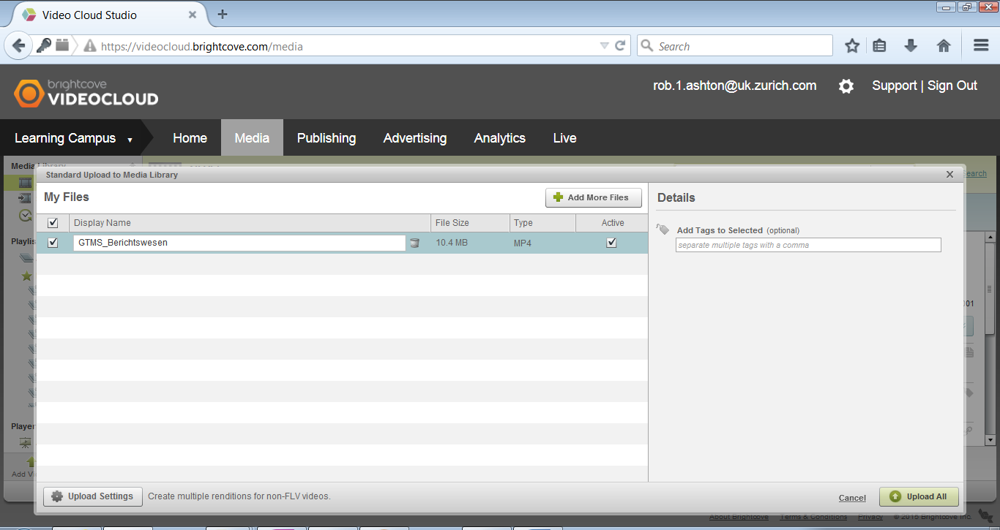 Video Cloud Studio
https://videocloud.brightcove.com/media
Search
brightcove
VIDEOCLOUD
rob.1.ashton@uk.zurich.com
Support | Sign Out
Learning Campus
Home
Media
Publishing
Advertising
Analytics
Live
Media Library
Search
Standard Upload to Media Library
My Files
Add More Files
Details
Display Name
File Size
Type
Active
GTMS_Berichtswesen
10.4 MB
MP4
Add Tags to Selected (optional)
separate multiple tags with a comma
Playlis
001
Player
Add Vi
Upload Settings
Create multiple renditions for non-FLV videos.
Cancel
Upload All
About Brightcove
Terms & Conditions
Privacy
© 2016 Brightcove Inc.